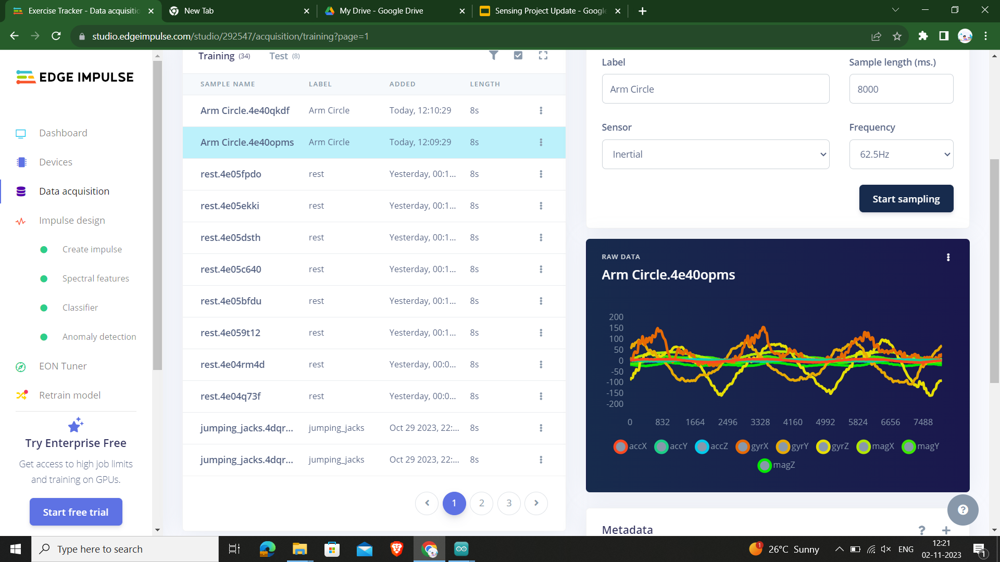 Exercise Tracker - Data acquisitio
New Tab
My Drive - Google Drive
Sensing Project Update - Google
studio.edgeimpulse.com/studio/292547/acquisition/training?page=1
EDGE IMPULSE
Dashboard
Devices
Data acquisition
Impulse design
Create impulse
Spectral features
Classifier
Anomaly detection
EON Tuner
Retrain model
Try Enterprise Free
Get access to high job limits
and training on GPUs.
Start free trial
Training (34) Test (8)
SAMPLE NAME LABEL ADDED LENGTH
Arm Circle.4e40qkdf Arm Circle Today, 12:10:29 8s
Arm Circle.4e40opms Arm Circle Today, 12:09:29 8s
rest.4e05fpdo rest Yesterday, 00:1... 8s
rest.4e05ekki rest Yesterday, 00:1... 8s
rest.4e05dsth rest Yesterday, 00:1... 8s
rest.4e05c640 rest Yesterday, 00:1... 8s
rest.4e05bfdu rest Yesterday, 00:1... 8s
rest.4e059t12 rest Yesterday, 00:1... 8s
rest.4e04rm4d rest Yesterday, 00:0... 8s
rest.4e04q73f rest Yesterday, 00:0... 8s
jumping_jacks.4dqr... jumping_jacks Oct 29 2023, 22:... 8s
jumping_jacks.4dqr... jumping_jacks Oct 29 2023, 22:... 8s
1 2 3
Label Sample length (ms.)
Arm Circle 8000
Sensor Frequency
Inertial 62.5Hz
Start sampling
RAW DATA
Arm Circle.4e40opms
200
150
100
50
0
-50
-100
-150
-200
0 832 1664 2496 3328 4160 4992 5824 6656 7488
accX accY accZ gyrX gyrY gyrZ magX magY
magZ
Metadata
Type here to search
1
26°C Sunny
ENG
12:21
02-11-2023
1